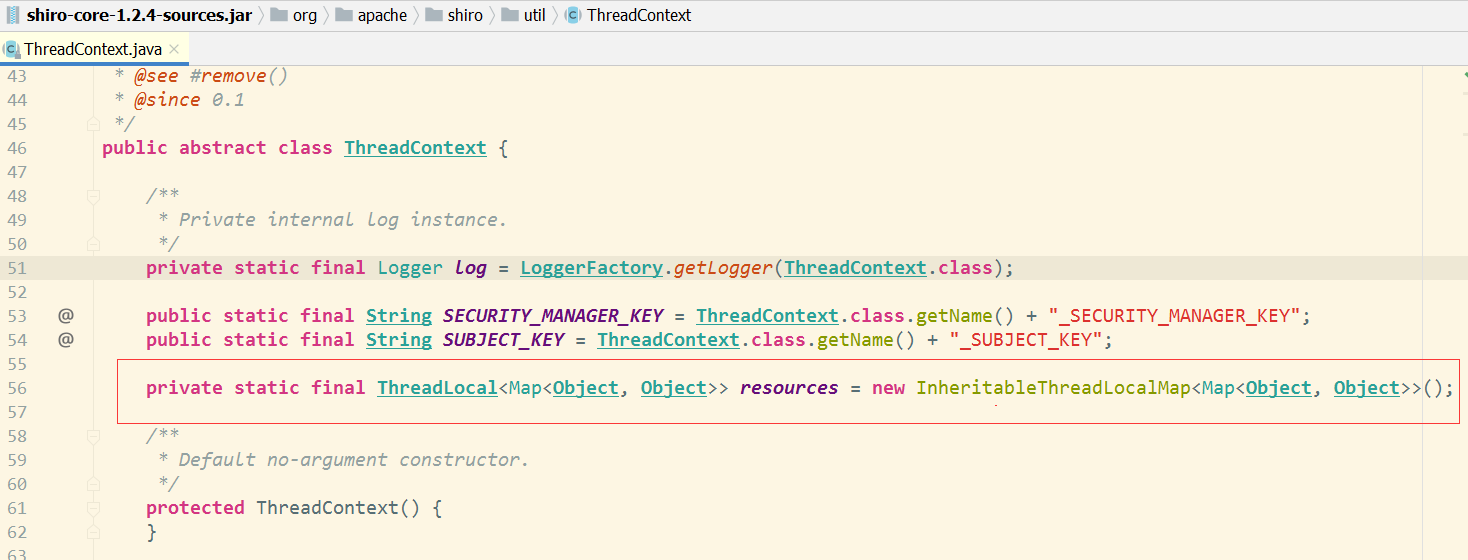 shiro-core-1.2.4-sources.jar org apache shiro util C ThreadContext
C ThreadContext.java ×
43 * @see #remove()
44 * @since 0.1
45 */
46 public abstract class ThreadContext {
47
48 /**
49 * Private internal log instance.
50 */
51 private static final Logger log = LoggerFactory.getLogger(ThreadContext.class);
52
53 @ public static final String SECURITY_MANAGER_KEY = ThreadContext.class.getName() + "_SECURITY_MANAGER_KEY";
54 @ public static final String SUBJECT_KEY = ThreadContext.class.getName() + "_SUBJECT_KEY";
55
56 private static final ThreadLocal<Map<Object, Object>> resources = new InheritableThreadLocalMap<Map<Object, Object>>();
57
58 /**
59 * Default no-argument constructor.
60 */
61 protected ThreadContext() {
62 }
63